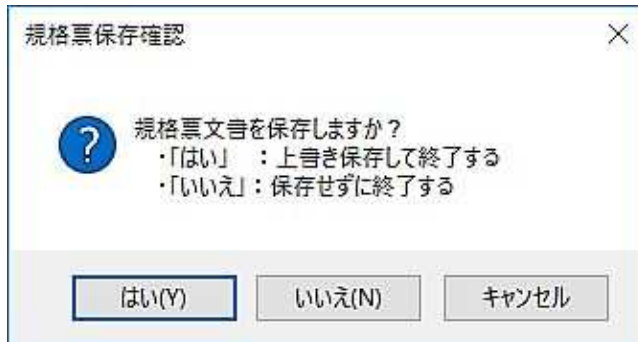 規格票保存確認
規格票文書を保存しますか？
・「はい」　：上書き保存して終了する
・「いいえ」：保存せずに終了する
はい(Y)　いいえ(N)　キャンセル